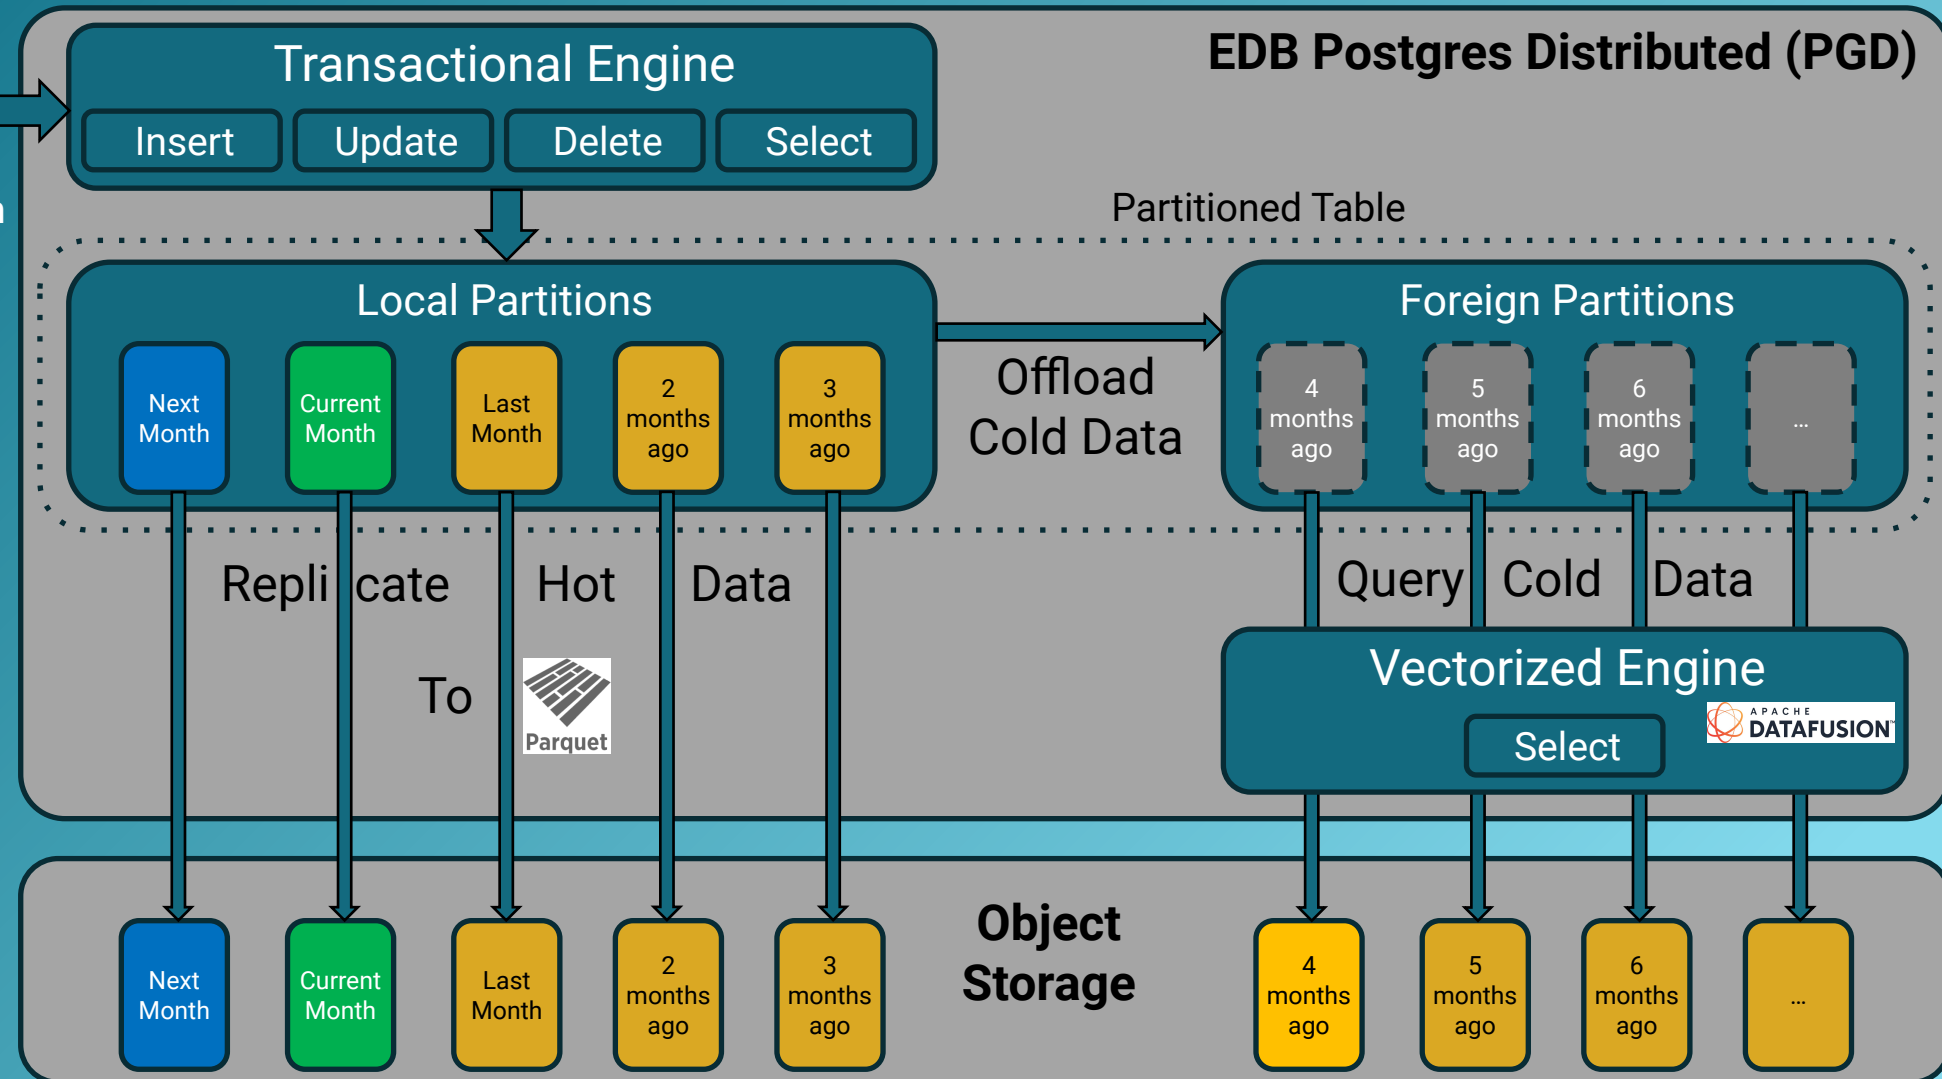 EDB Postgres Distributed (PGD)
Transactional Engine
Insert
Update
Delete
Select
Partitioned Table
Local Partitions
Next
Month
Current
Month
Last
Month
2
months
ago
3
months
ago
Offload
Cold Data
Foreign Partitions
4
months
ago
5
months
ago
6
months
ago
...
Replicate Hot Data
To
Parquet
Query Cold Data
Vectorized Engine
Select
APACHE
DATAFUSION™
Object
Storage
Next
Month
Current
Month
Last
Month
2
months
ago
3
months
ago
4
months
ago
5
months
ago
6
months
ago
...